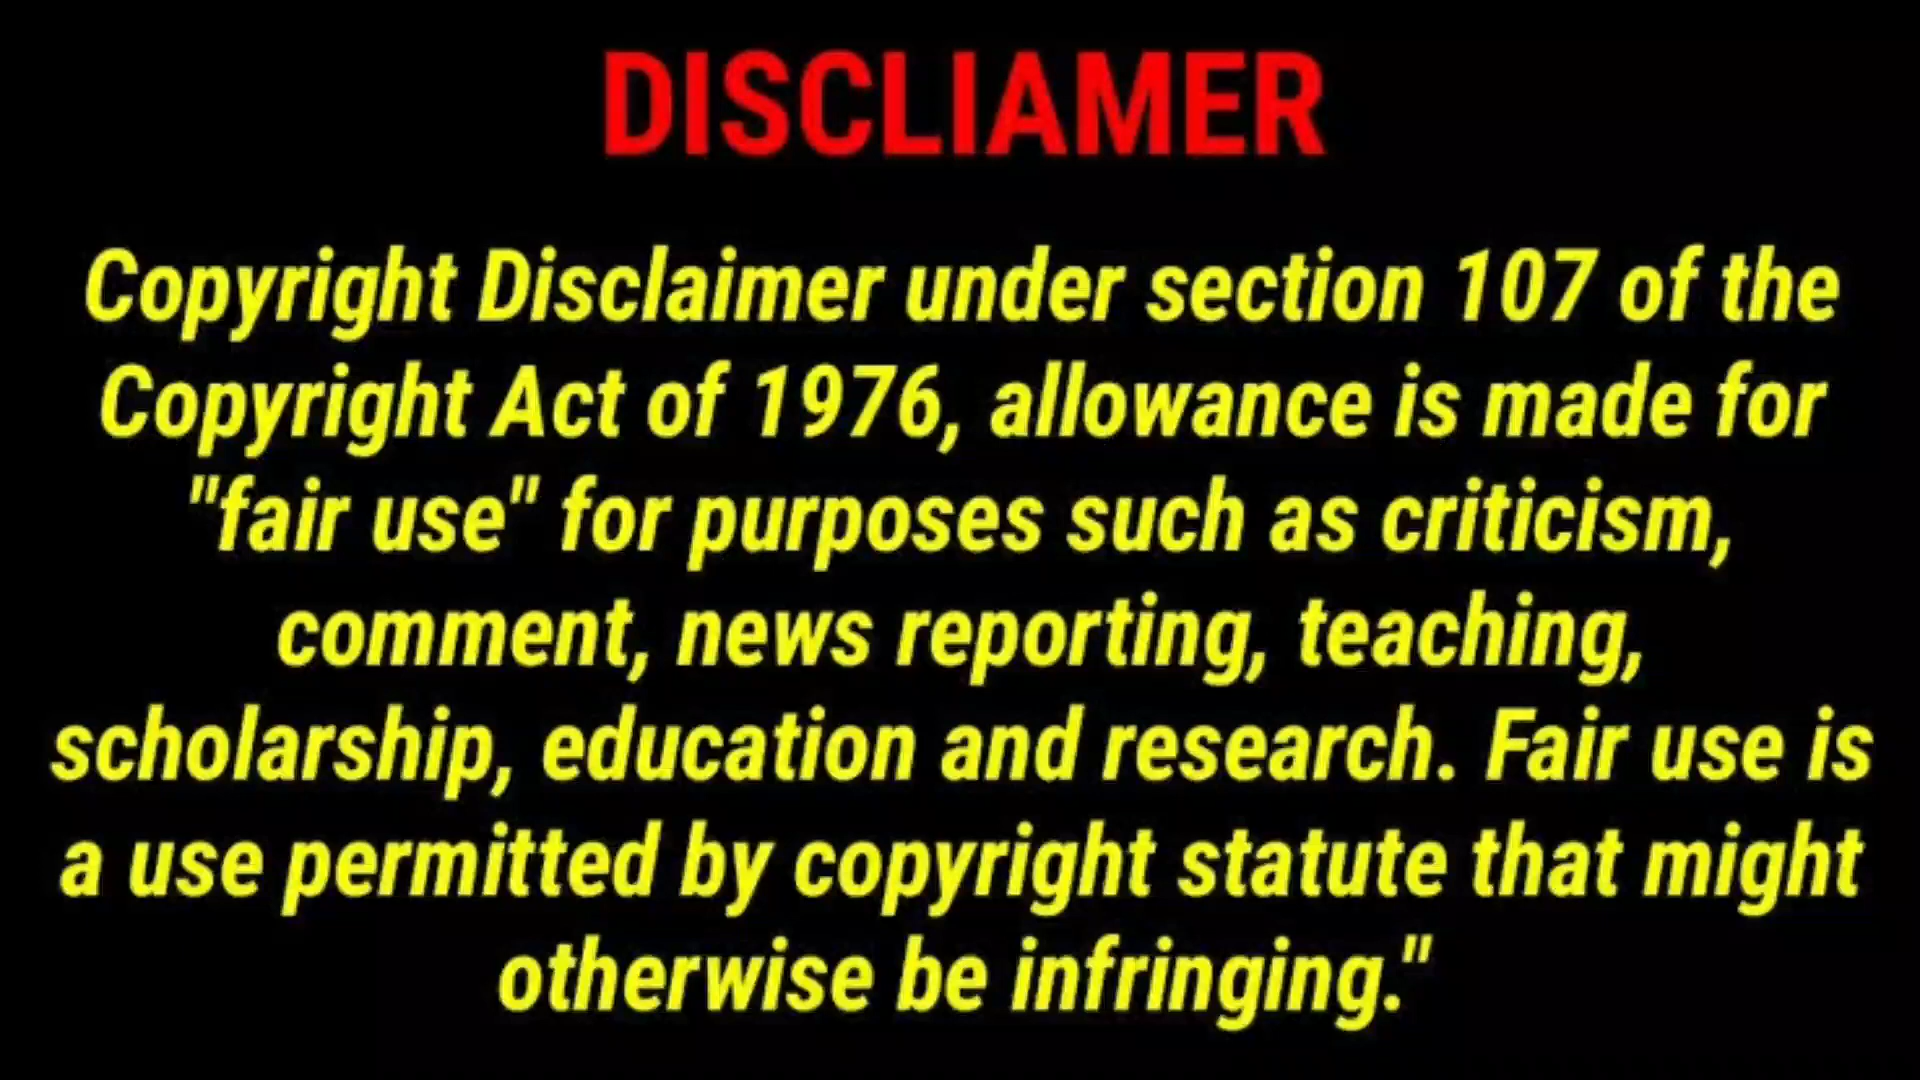 DISCLIAMER
Copyright Disclaimer under section 107 of the
Copyright Act of 1976, allowance is made for
"fair use" for purposes such as criticism,
comment, news reporting, teaching,
scholarship, education and research. Fair use is
a use permitted by copyright statute that might
otherwise be infringing."